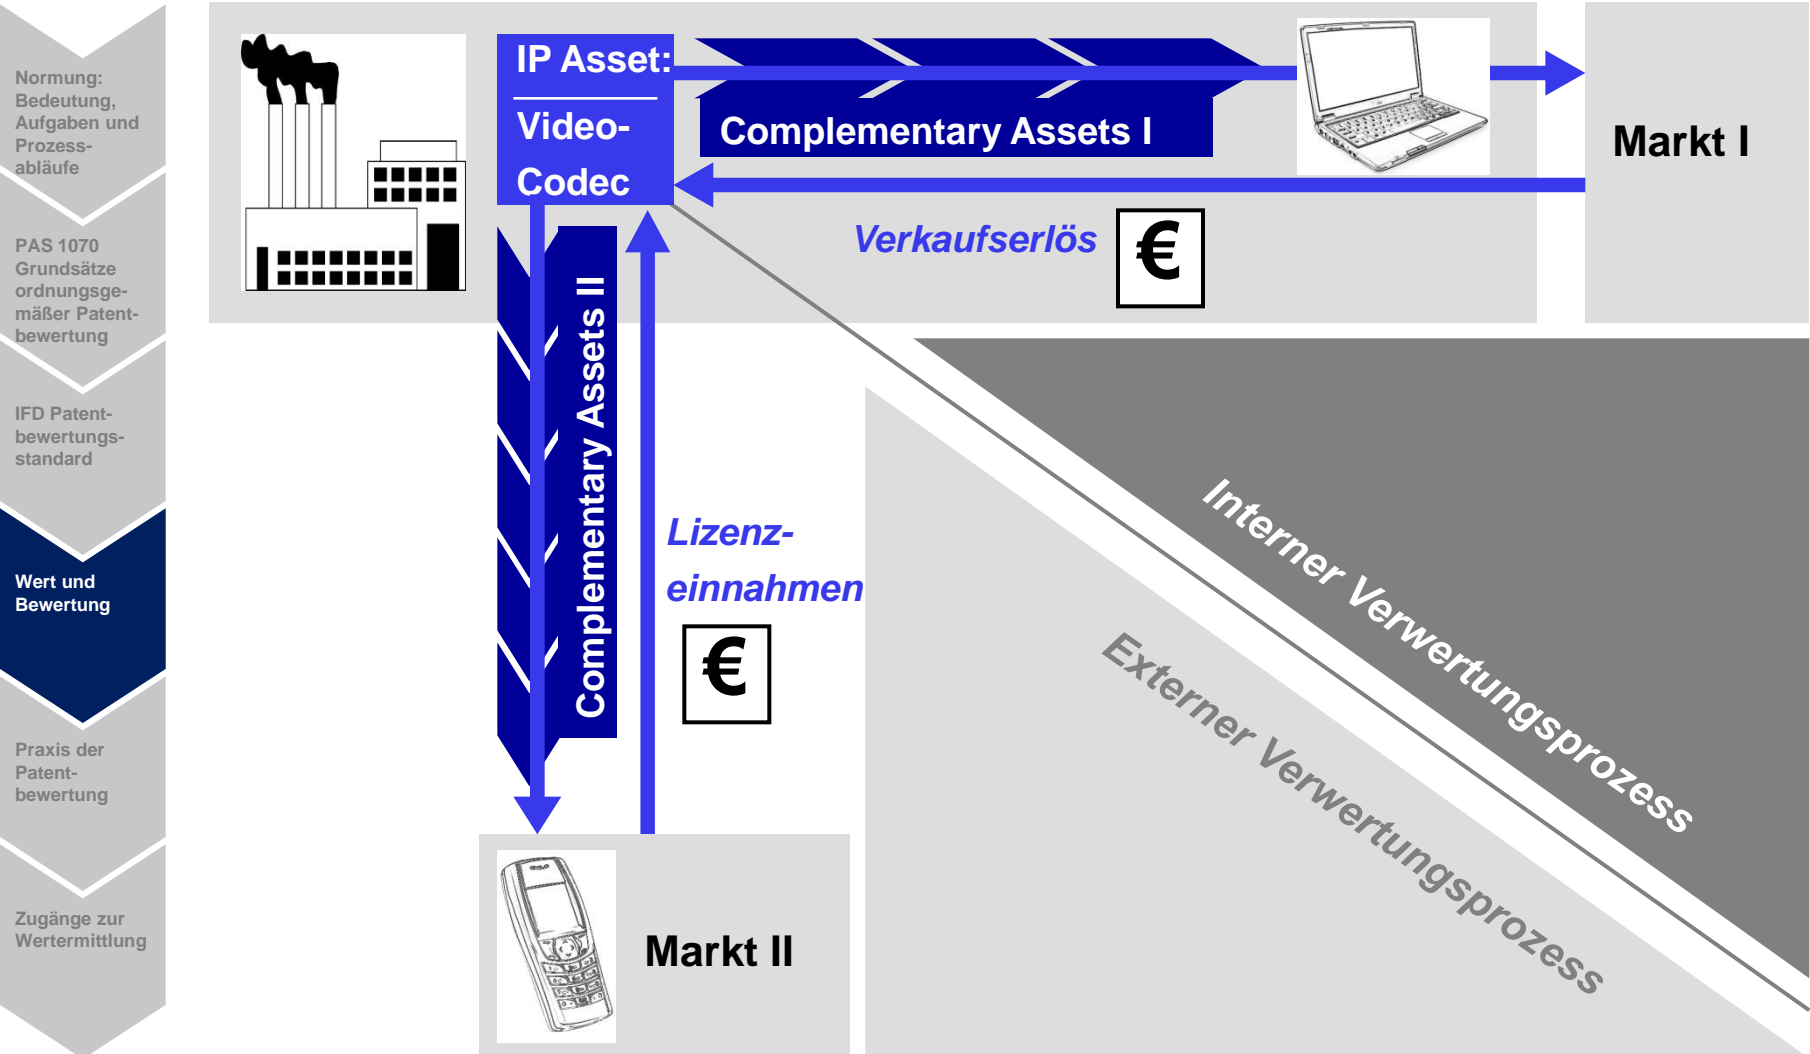 Normung:
Bedeutung,
Aufgaben und
Prozess-
abläufe
PAS 1070
Grundsätze
ordnungsge-
mäßer Patent-
bewertung
IFD Patent-
bewertungs-
standard
Wert und
Bewertung
Praxis der
Patent-
bewertung
Zugänge zur
Wertermittlung
IP Asset:
Video-
Codec
Complementary Assets I
Markt I
Verkaufserlös
€
Complementary Assets II
Lizenz-
einnahmen
€
Markt II
Interner Verwertungsprozess
Externer Verwertungsprozess